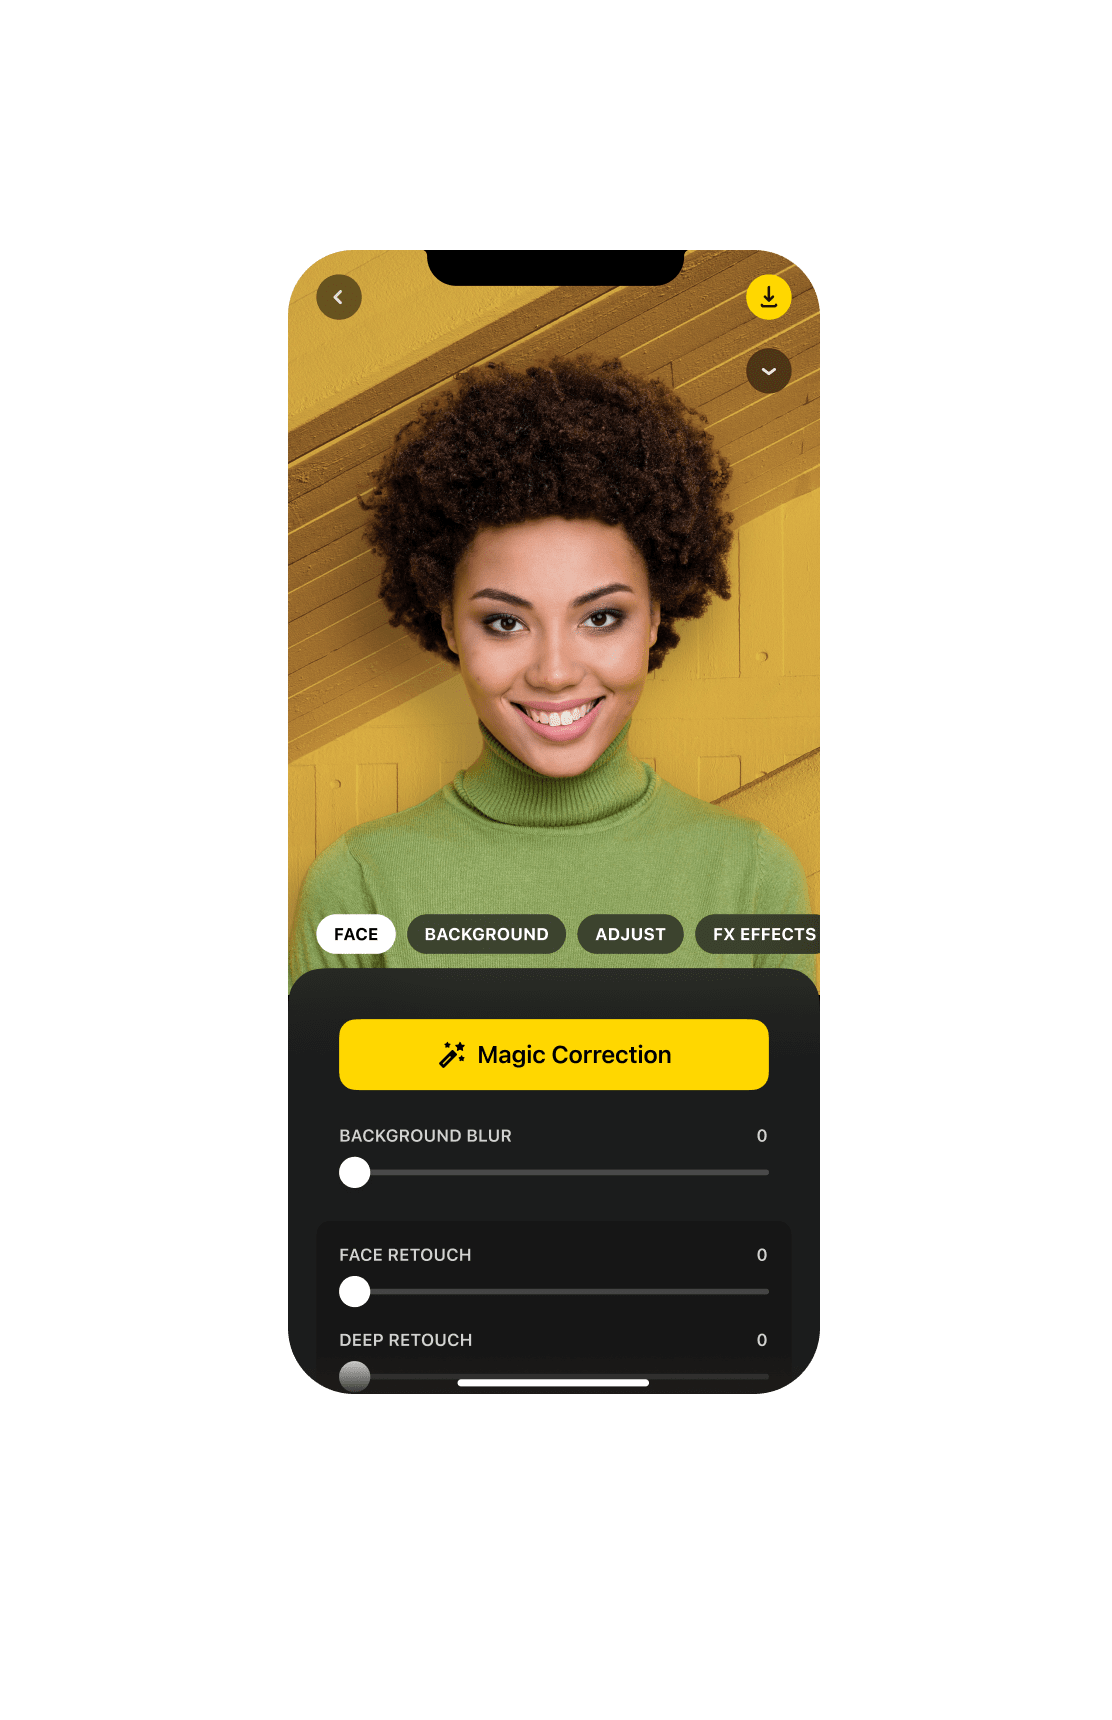 FACE BACKGROUND ADJUST FX EFFECTS
Magic Correction
BACKGROUND BLUR 0
FACE RETOUCH 0
DEEP RETOUCH 0